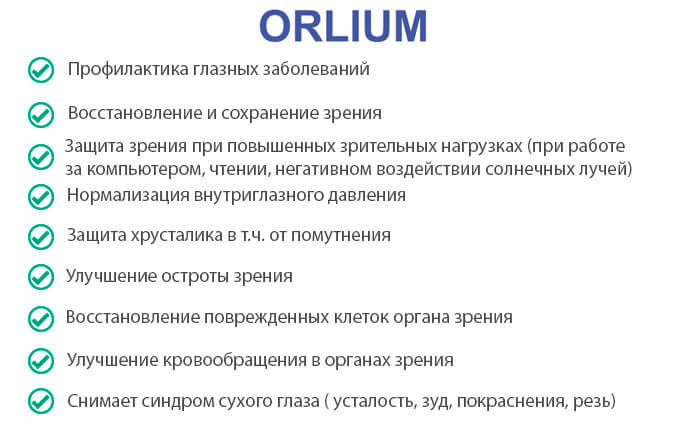 ORLIUM
Профилактика глазных заболеваний
Восстановление и сохранение зрения
Защита зрения при повышенных зрительных нагрузках (при работе
за компьютером, чтении, негативном воздействии солнечных лучей)
Нормализация внутриглазного давления
Защита хрусталика в т.ч. от помутнения
Улучшение остроты зрения
Восстановление поврежденных клеток органа зрения
Улучшение кровообращения в органах зрения
Снимает синдром сухого глаза ( усталость, зуд, покраснения, резь)